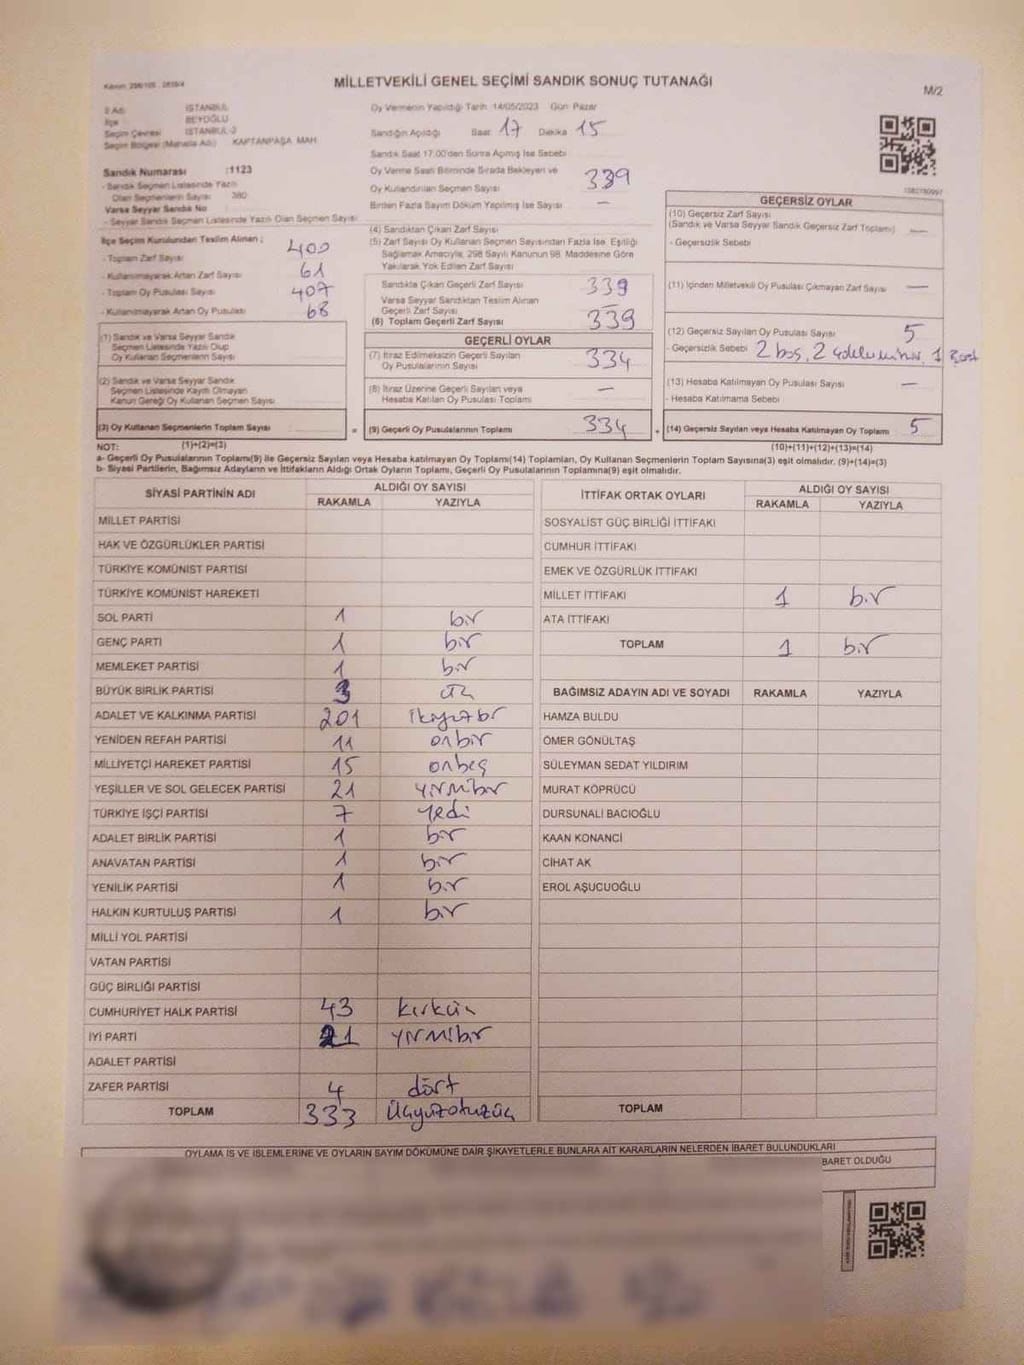 Kanun: 298/105 , 2839/4
MİLLETVEKİLİ GENEL SEÇİMİ SANDIK SONUÇ TUTANAĞI
M/2
İl Adı : İSTANBUL
İlçe : BEYOĞLU
Seçim Çevresi : İSTANBUL-2
Seçim Bölgesi (Mahalle Adı) : KAPTANPAŞA MAH
Sandık Numarası :1123
- Sandık Seçmen Listesinde Yazılı
Olan Seçmenlerin Sayısı : 380
Varsa Seyyar Sandık No :
- Seyyar Sandık Seçmen Listesinde Yazılı Olan Seçmen Sayısı :
Oy Vermenin Yapıldığı Tarih :14/05/2023 Gün :Pazar
Sandığın Açıldığı Saat : 17 Dakika : 15
Sandık Saat 17.00'den Sonra Açılmış İse Sebebi :
Oy Verme Saati Bitiminde Sırada Bekleyen ve
Oy Kullandırılan Seçmen Sayısı : 339
Birden Fazla Sayım Döküm Yapılmış İse Sayısı : —
İlçe Seçim Kurulundan Teslim Alınan ;
- Toplam Zarf Sayısı : 400
- Kullanılmayarak Artan Zarf Sayısı : 61
- Toplam Oy Pusulası Sayısı : 407
- Kullanılmayarak Artan Oy Pusulası : 68
(4) Sandıktan Çıkan Zarf Sayısı :
(5) Zarf Sayısı Oy Kullanan Seçmen Sayısından Fazla İse, Eşitliği
Sağlamak Amacıyla, 298 Sayılı Kanunun 98. Maddesine Göre
Yakılarak Yok Edilen Zarf Sayısı :
Sandıkta Çıkan Geçerli Zarf Sayısı : 339
Varsa Seyyar Sandıktan Teslim Alınan
Geçerli Zarf Sayısı :
(6) Toplam Geçerli Zarf Sayısı : 339
GEÇERSİZ OYLAR
(10) Geçersiz Zarf Sayısı
(Sandık ve Varsa Seyyar Sandık Geçersiz Zarf Toplamı) : —
- Geçersizlik Sebebi :
(11) İçinden Milletvekili Oy Pusulası Çıkmayan Zarf Sayısı : —
(12) Geçersiz Sayılan Oy Pusulası Sayısı : 5
- Geçersizlik Sebebi : 2 boş, 2
(13) Hesaba Katılmayan Oy Pusulası Sayısı : —
- Hesaba Katılmama Sebebi :
(14) Geçersiz Sayılan veya Hesaba Katılmayan Oy Toplamı : 5
(1) Sandık ve Varsa Seyyar Sandık
Seçmen Listesinde Yazılı Olup
Oy Kullanan Seçmenlerin Sayısı :
(2) Sandık ve Varsa Seyyar Sandık
Seçmen Listesinde Kayıtlı Olmayan
Kanun Gereği Oy Kullanan Seçmen Sayısı :
(3) Oy Kullanan Seçmenlerin Toplam Sayısı :
GEÇERLİ OYLAR
(7) İtiraz Edilmeksizin Geçerli Sayılan
Oy Pusulalarının Sayısı : 334
(8) İtiraz Üzerine Geçerli Sayılan veya
Hesaba Katılan Oy Pusulası Toplamı : —
= (9) Geçerli Oy Pusulalarının Toplamı : 334 +
NOT: (1)+(2)=(3) (10)+(11)+(12)+(13)=(14)
a- Geçerli Oy Pusulalarının Toplamı(9) ile Geçersiz Sayılan veya Hesaba Katılmayan Oy Toplamı(14) Toplamları, Oy Kullanan Seçmenlerin Toplam Sayısına(3) eşit olmalıdır. (9)+(14)=(3)
b- Siyasi Partilerin, Bağımsız Adayların ve İttifakların Aldığı Ortak Oyların Toplamı, Geçerli Oy Pusulalarının Toplamına(9) eşit olmalıdır.
SİYASİ PARTİNİN ADI ALDIĞI OY SAYISI
RAKAMLA YAZIYLA
MİLLET PARTİSİ
HAK VE ÖZGÜRLÜKLER PARTİSİ
TÜRKİYE KOMÜNİST PARTİSİ
TÜRKİYE KOMÜNİST HAREKETİ
SOL PARTİ 1 bir
GENÇ PARTİ 1 bir
MEMLEKET PARTİSİ 1 bir
BÜYÜK BİRLİK PARTİSİ 3 üç
ADALET VE KALKINMA PARTİSİ 201 ikiyüzbir
YENİDEN REFAH PARTİSİ 11 onbir
MİLLİYETÇİ HAREKET PARTİSİ 15 onbeş
YEŞİLLER VE SOL GELECEK PARTİSİ 21 yirmibir
TÜRKİYE İŞÇİ PARTİSİ 7 yedi
ADALET BİRLİK PARTİSİ 1 bir
ANAVATAN PARTİSİ 1 bir
YENİLİK PARTİSİ 1 bir
HALKIN KURTULUŞ PARTİSİ 1 bir
MİLLİ YOL PARTİSİ
VATAN PARTİSİ
GÜÇ BİRLİĞİ PARTİSİ
CUMHURİYET HALK PARTİSİ 43 kırküç
İYİ PARTİ 21 yirmibir
ADALET PARTİSİ
ZAFER PARTİSİ 4 dört
TOPLAM 333 üçyüzotuzüç
İTTİFAK ORTAK OYLARI ALDIĞI OY SAYISI
RAKAMLA YAZIYLA
SOSYALİST GÜÇ BİRLİĞİ İTTİFAKI
CUMHUR İTTİFAKI
EMEK VE ÖZGÜRLÜK İTTİFAKI
MİLLET İTTİFAKI 1 bir
ATA İTTİFAKI
TOPLAM 1 bir
BAĞIMSIZ ADAYIN ADI VE SOYADI RAKAMLA YAZIYLA
HAMZA BULDU
ÖMER GÖNÜLTAŞ
SÜLEYMAN SEDAT YILDIRIM
MURAT KÖPRÜCÜ
DURSUNALİ BACIOĞLU
KAAN KONANCİ
CİHAT AK
EROL AŞUCUOĞLU
TOPLAM
OYLAMA İŞ VE İŞLEMLERİNE VE OYLARIN SAYIM DÖKÜMÜNE DAİR ŞİKAYETLERLE BUNLARA AİT KARARLARIN NELERDEN İBARET BULUNDUKLARI
BARET OLDUĞU